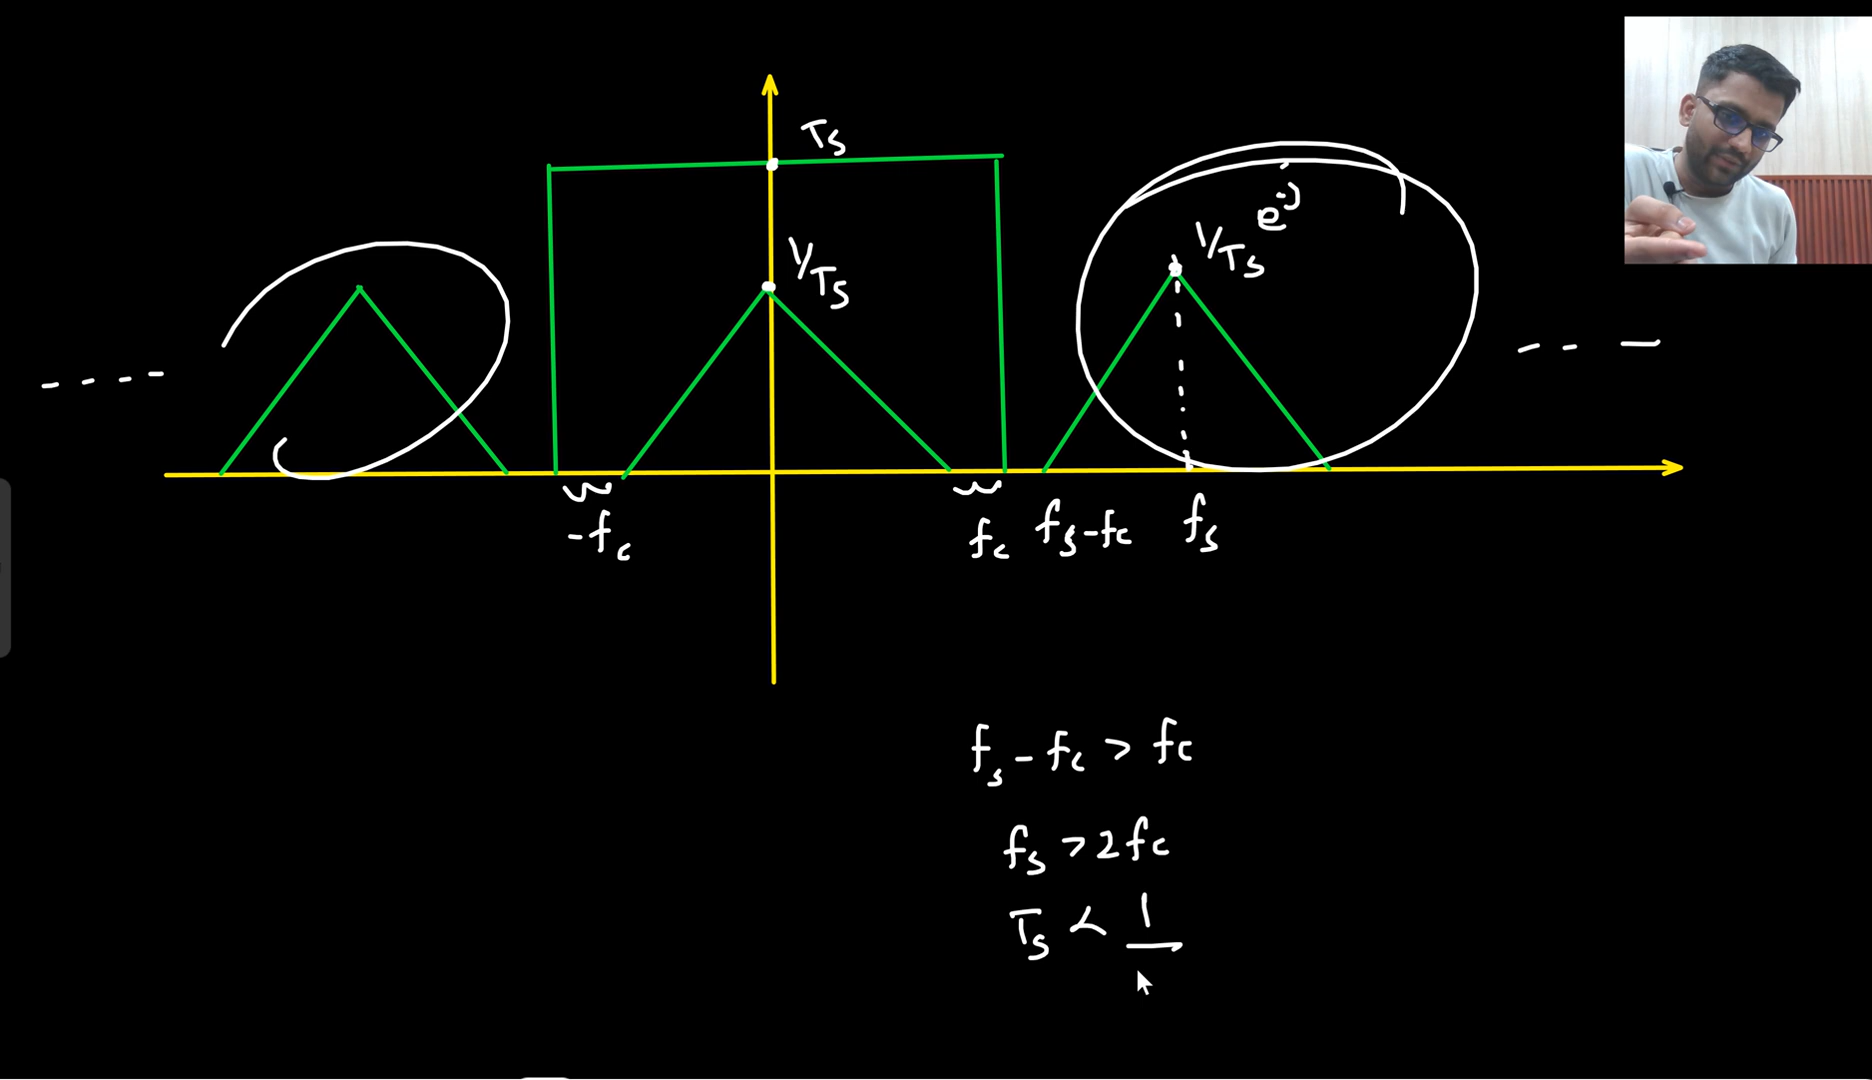 Ts
1/Ts
1/Ts e^-j
-fc
fc
fs-fc
fs
fs - fc > fc
fs > 2fc
Ts < 1